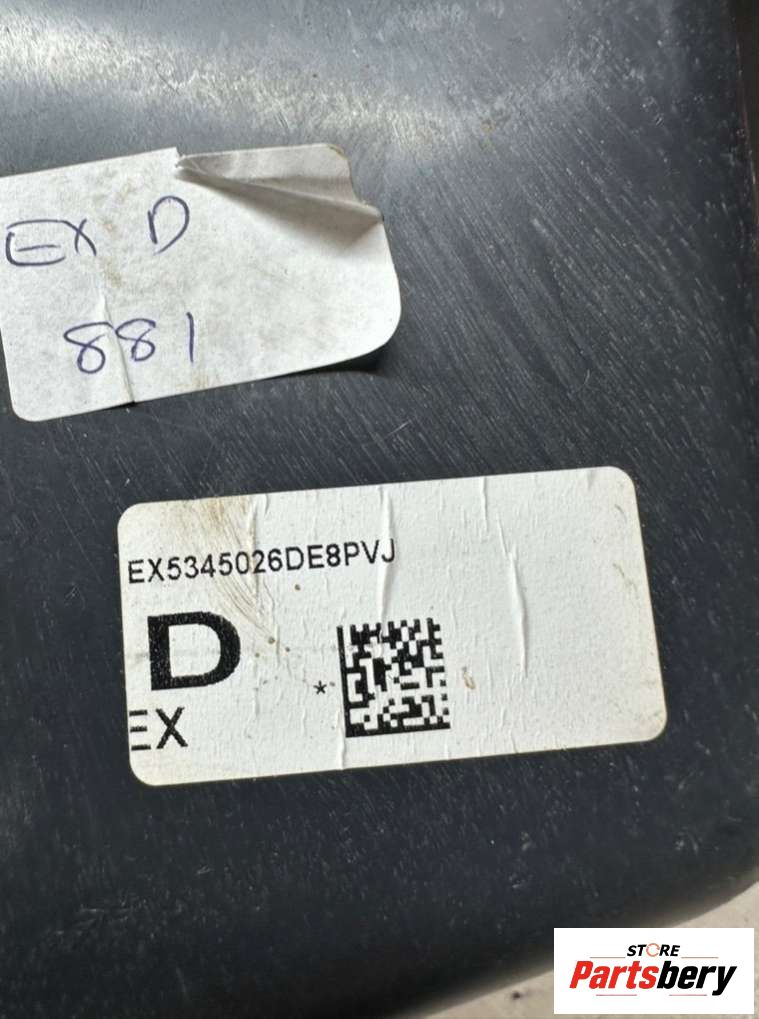 EX D
881
EX5345026DE8PVJ
D
*
EX
STORE
Partsbery